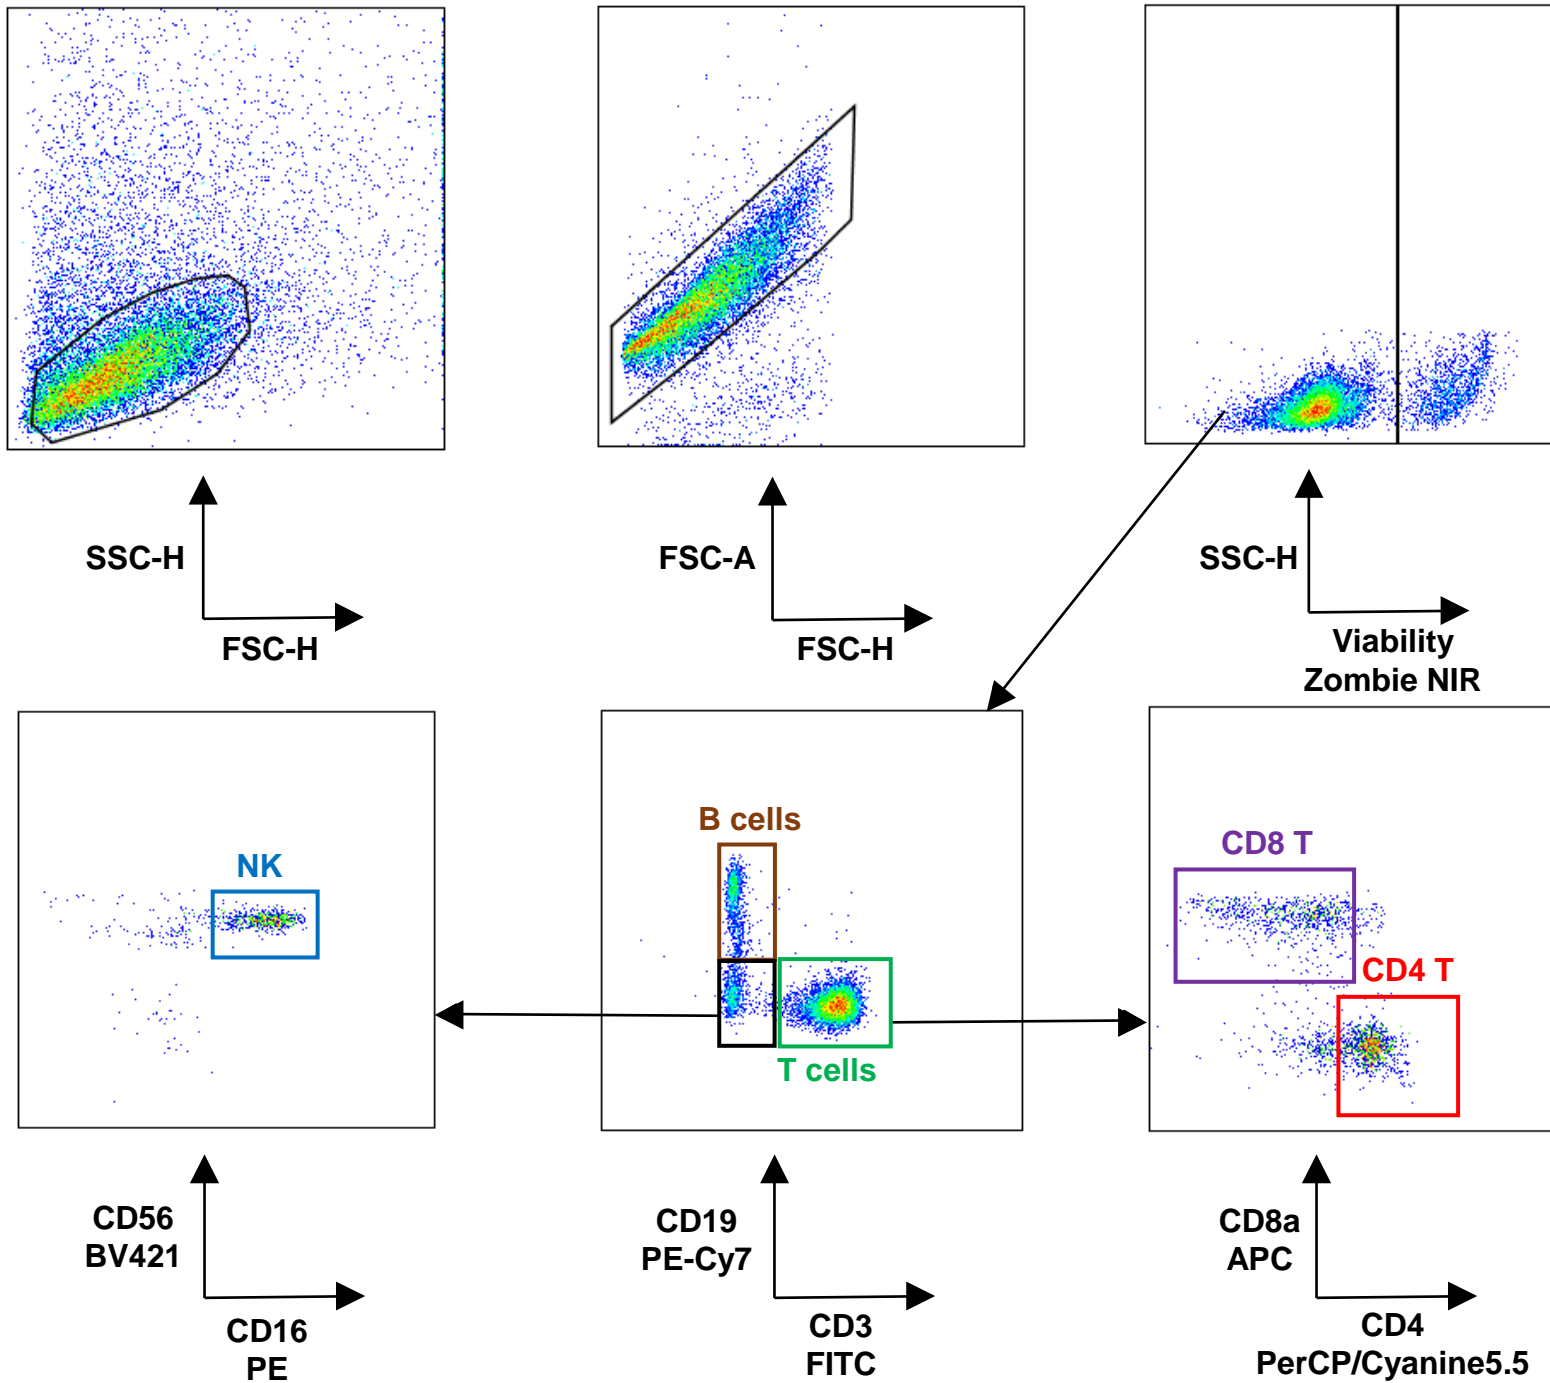 SSC-H
FSC-H
FSC-A
FSC-H
SSC-H
Viability
Zombie NIR
NK
B cells
T cells
CD8 T
CD4 T
CD56
BV421
CD16
PE
CD19
PE-Cy7
CD3
FITC
CD8a
APC
CD4
PerCP/Cyanine5.5